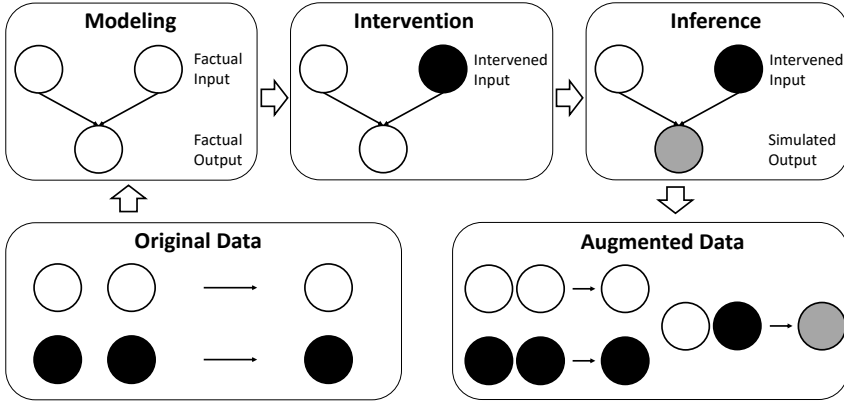 Modeling
Factual
Input
Factual
Output
Intervention
Intervened
Input
Inference
Intervened
Input
Simulated
Output
Original Data
Augmented Data